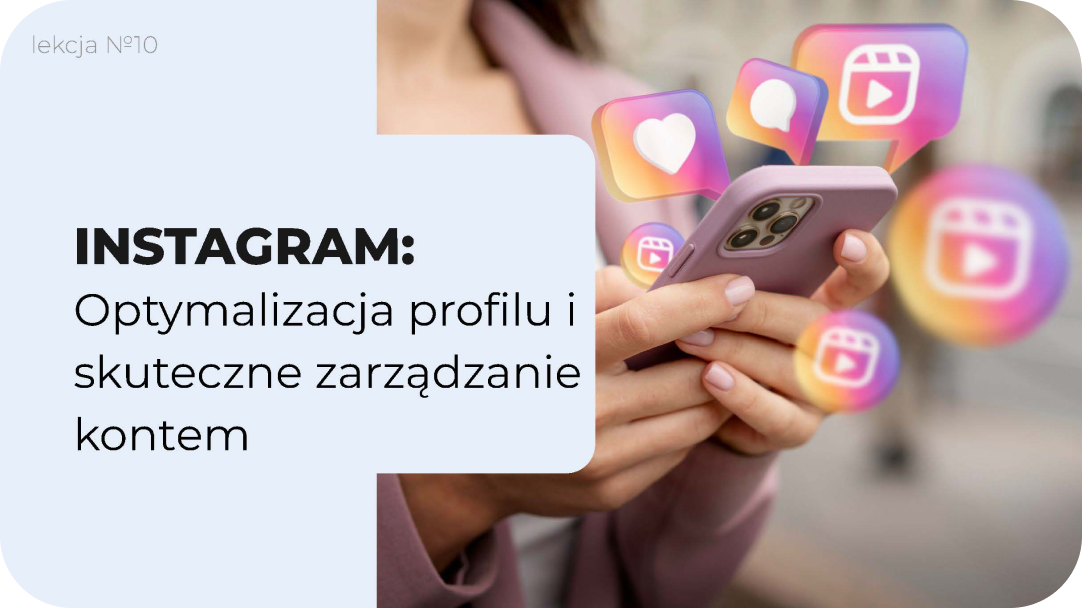 lekcja №10
INSTAGRAM:
Optymalizacja profilu i
skuteczne zarządzanie
kontem